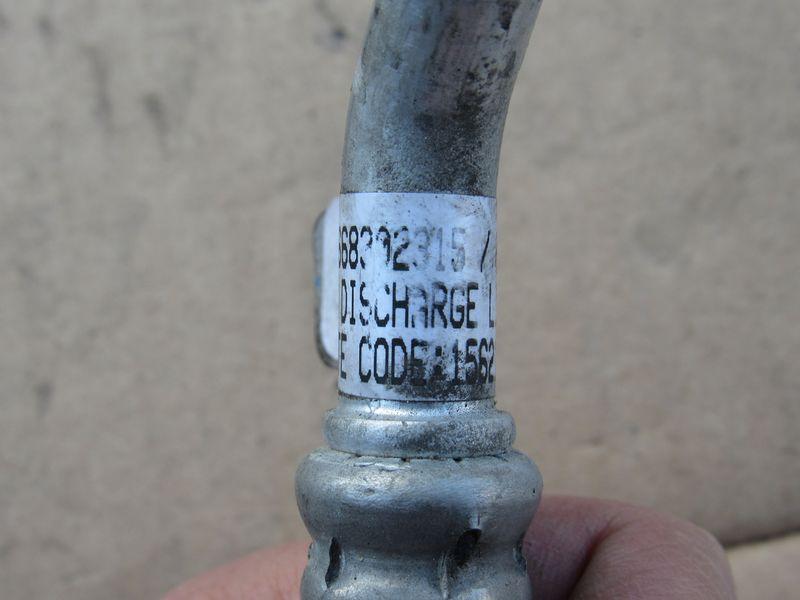 68302315 /
DISCHARGE L
E CODE:1562